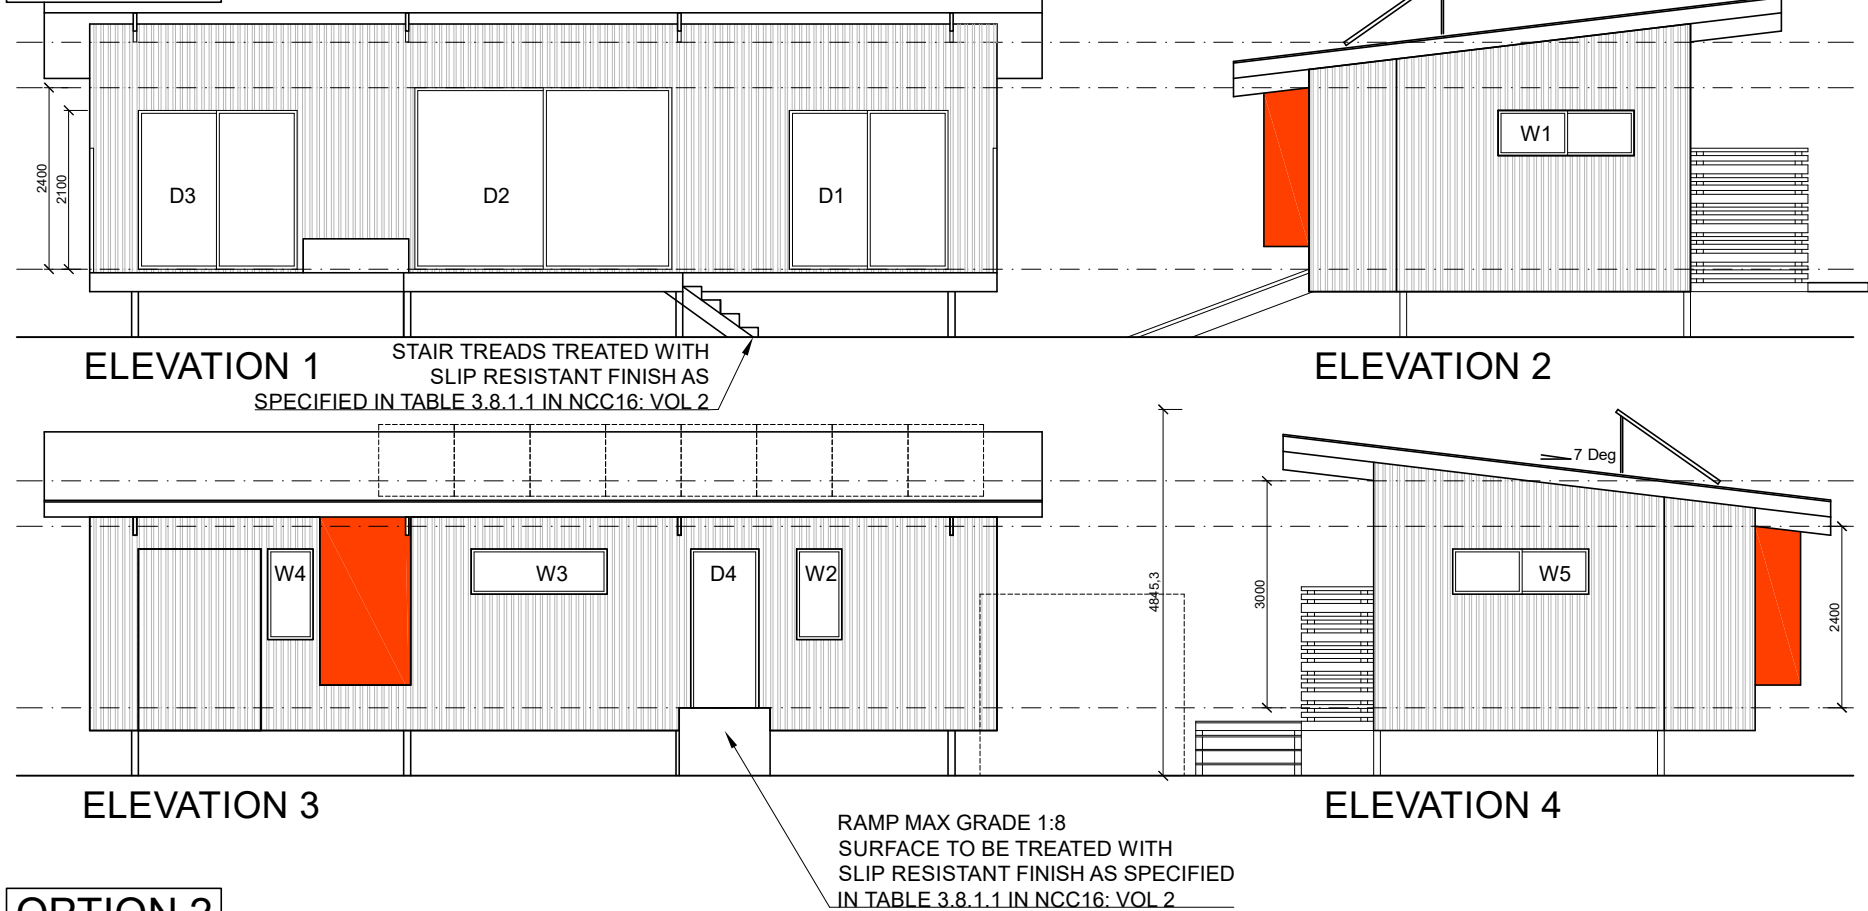 2400
2100
D3
D2
D1
W1
ELEVATION 1
STAIR TREADS TREATED WITH
SLIP RESISTANT FINISH AS
SPECIFIED IN TABLE 3.8.1.1 IN NCC16: VOL 2
ELEVATION 2
W4
W3
D4
W2
4845,3
3000
7 Deg
W5
2400
ELEVATION 3
ELEVATION 4
RAMP MAX GRADE 1:8
SURFACE TO BE TREATED WITH
SLIP RESISTANT FINISH AS SPECIFIED
IN TABLE 3.8.1.1 IN NCC16: VOL 2
OPTION 2